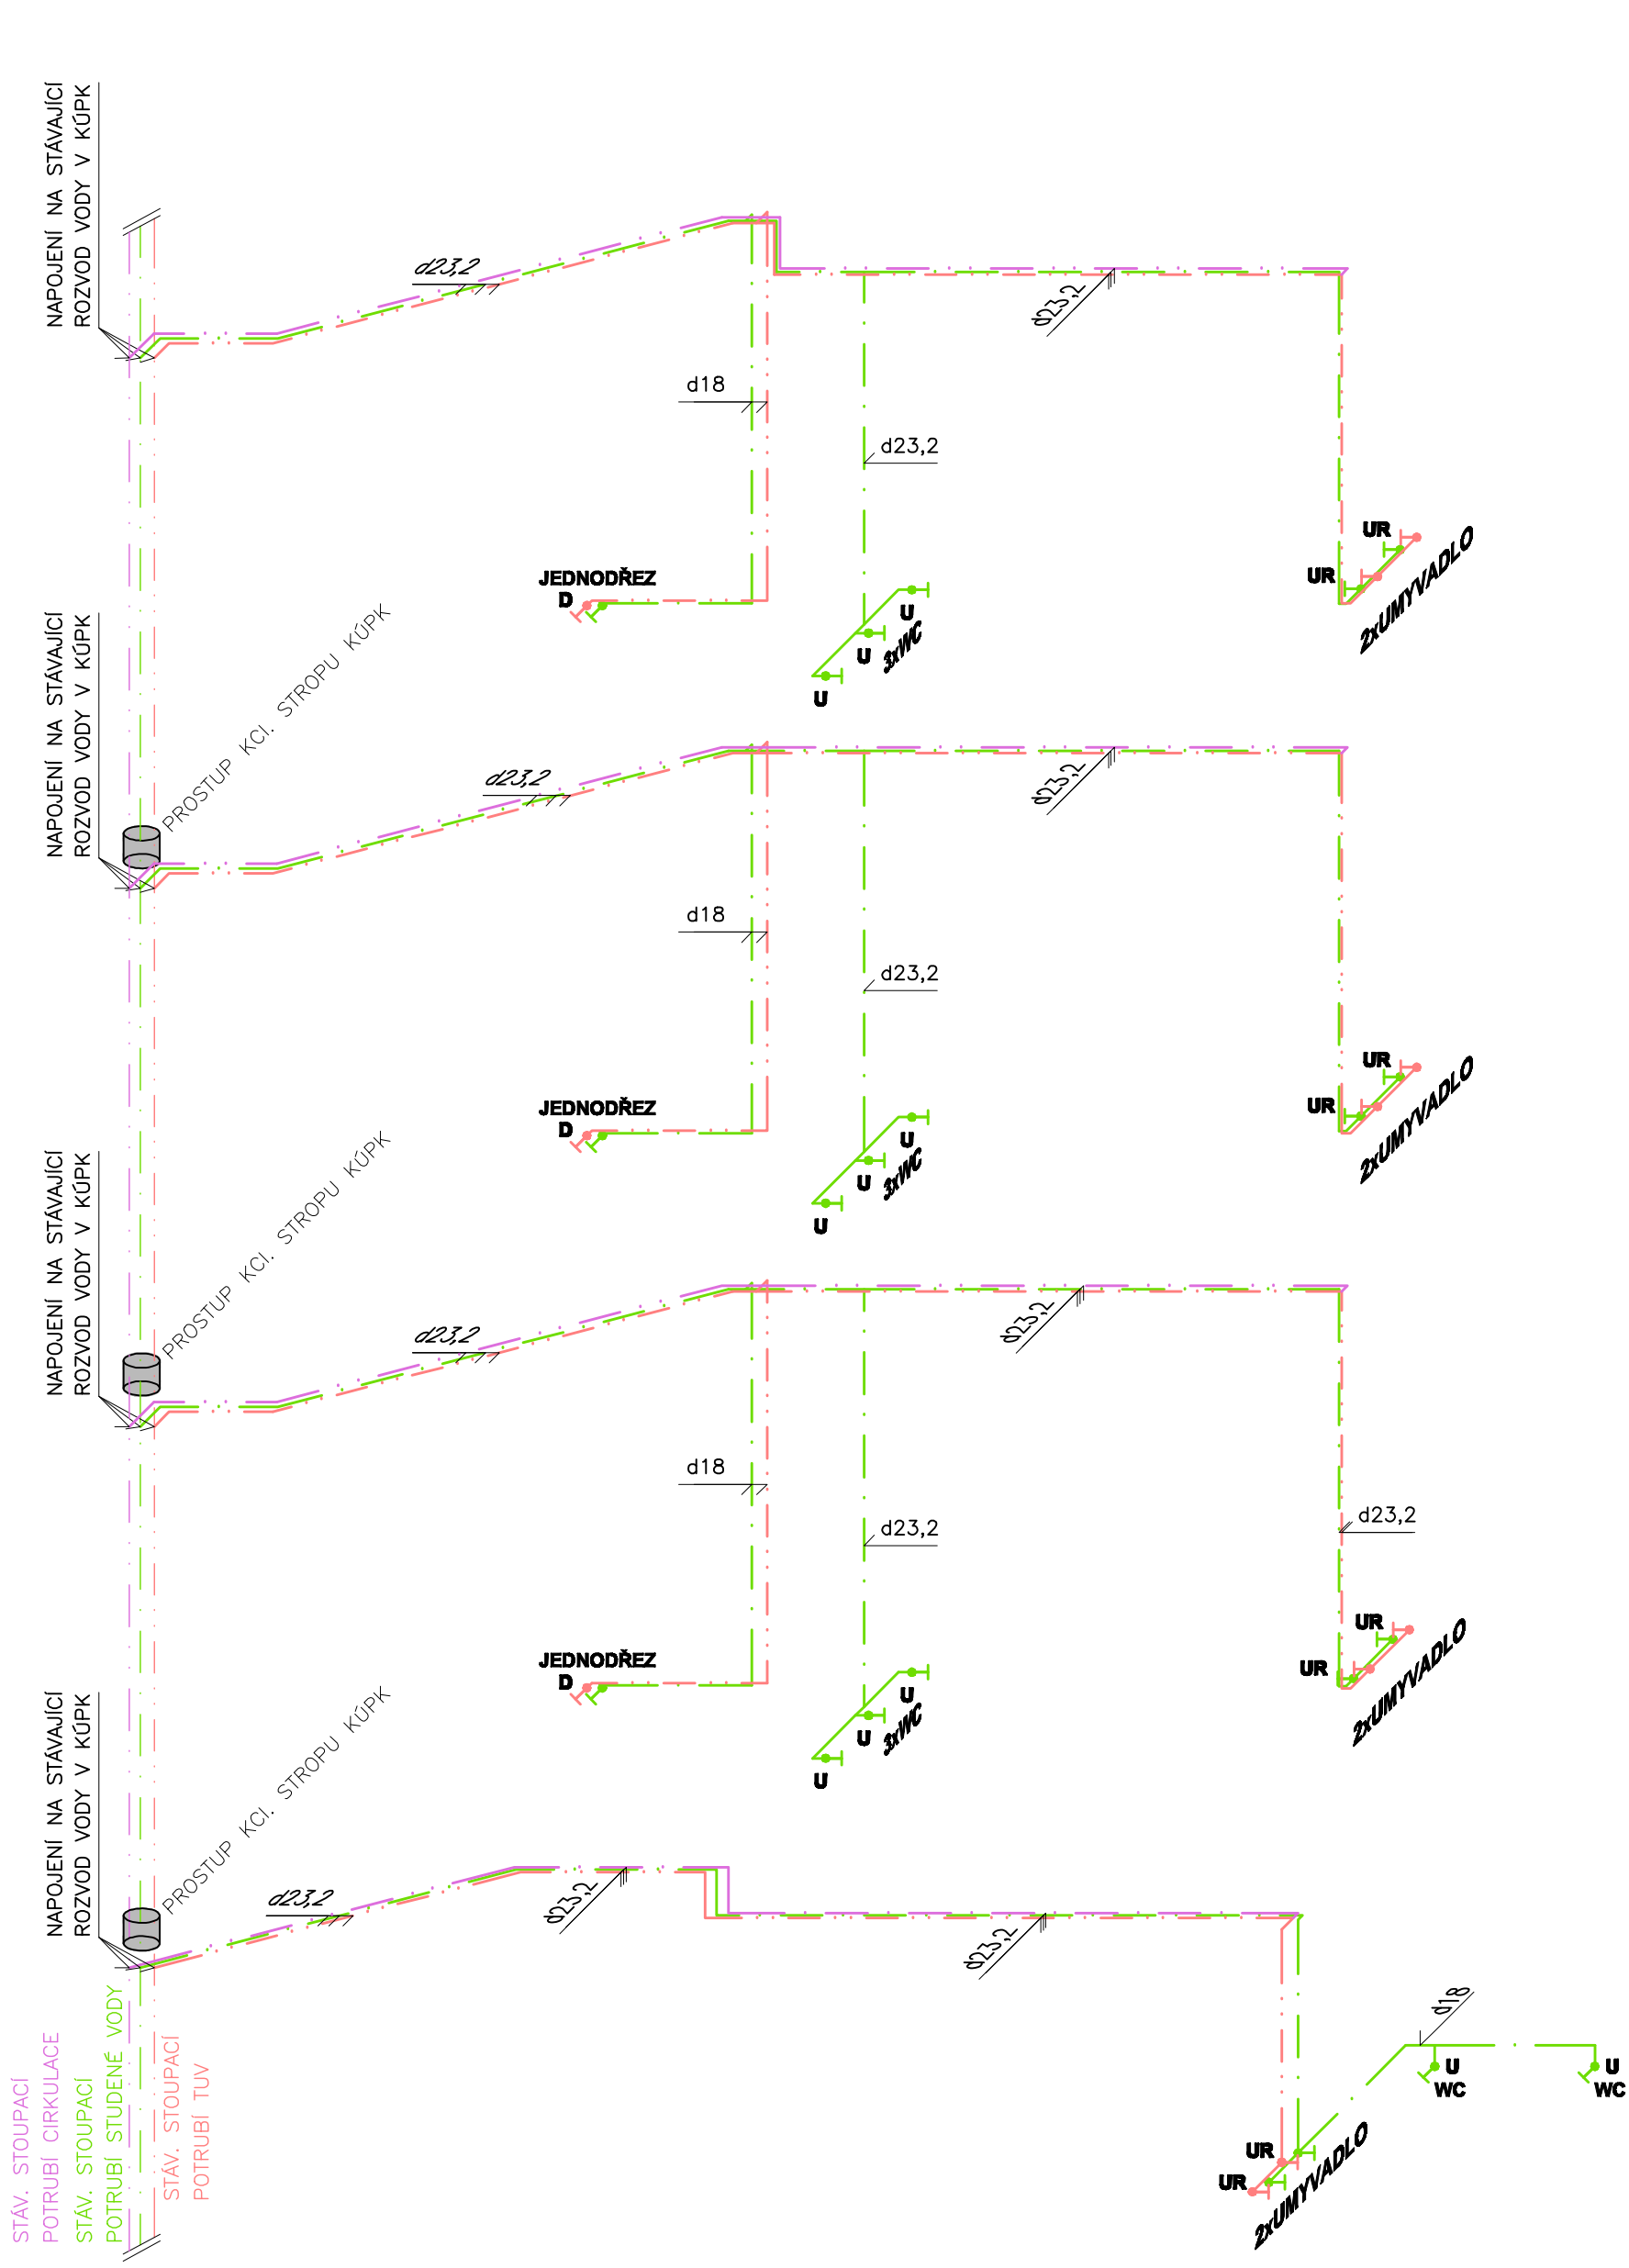 NAPOJENÍ NA STÁVAJÍCÍ
ROZVOD VODY V KÚPK
d23,2
d23,2
d18
d23,2
JEDNODŘEZ
D
U
U
U
3xWC
UR
UR
2xUMYVADLO
NAPOJENÍ NA STÁVAJÍCÍ
ROZVOD VODY V KÚPK
PROSTUP KCI. STROPU KÚPK
d23,2
d23,2
d18
d23,2
JEDNODŘEZ
D
U
U
U
3xWC
UR
UR
2xUMYVADLO
NAPOJENÍ NA STÁVAJÍCÍ
ROZVOD VODY V KÚPK
PROSTUP KCI. STROPU KÚPK
d23,2
d23,2
d18
d23,2
d23,2
JEDNODŘEZ
D
U
U
U
3xWC
UR
UR
2xUMYVADLO
NAPOJENÍ NA STÁVAJÍCÍ
ROZVOD VODY V KÚPK
PROSTUP KCI. STROPU KÚPK
d23,2
d23,2
d23,2
d18
U
WC
U
WC
UR
UR
2xUMYVADLO
STÁV. STOUPACÍ
POTRUBÍ CIRKULACE
STÁV. STOUPACÍ
POTRUBÍ STUDENÉ VODY
STÁV. STOUPACÍ
POTRUBÍ TUV